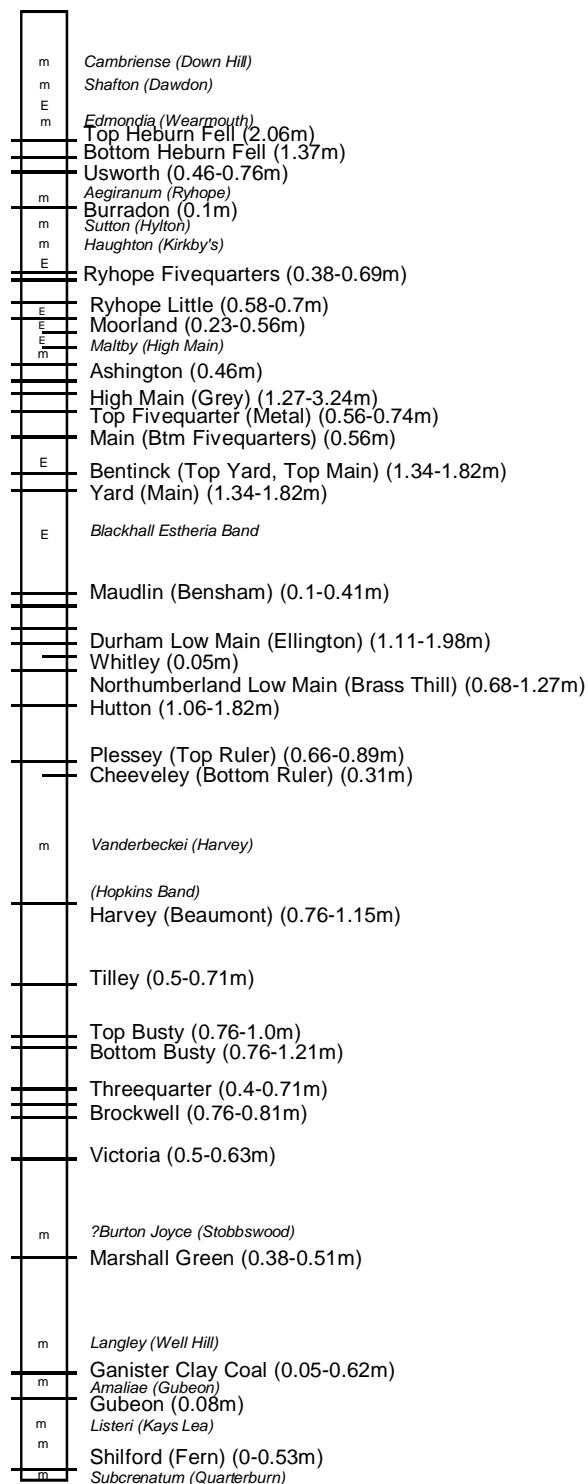 m Cambriense (Down Hill)
m Shafton (Dawdon)
E
m Edmondia (Wearmouth)
Top Heburn Fell (2.06m)
Bottom Heburn Fell (1.37m)
Usworth (0.46-0.76m)
m Aegiranum (Ryhope)
Burradon (0.1m)
m Sutton (Hylton)
m Haughton (Kirkby's)
E
Ryhope Fivequarters (0.38-0.69m)
Ryhope Little (0.58-0.7m)
E
E Moorland (0.23-0.56m)
E
m Maltby (High Main)
Ashington (0.46m)
High Main (Grey) (1.27-3.24m)
Top Fivequarter (Metal) (0.56-0.74m)
Main (Btm Fivequarters) (0.56m)
E
Bentinck (Top Yard, Top Main) (1.34-1.82m)
Yard (Main) (1.34-1.82m)
E Blackhall Estheria Band
Maudlin (Bensham) (0.1-0.41m)
Durham Low Main (Ellington) (1.11-1.98m)
Whitley (0.05m)
Northumberland Low Main (Brass Thill) (0.68-1.27m)
Hutton (1.06-1.82m)
Plessey (Top Ruler) (0.66-0.89m)
Cheeveley (Bottom Ruler) (0.31m)
m Vanderbeckei (Harvey)
(Hopkins Band)
Harvey (Beaumont) (0.76-1.15m)
Tilley (0.5-0.71m)
Top Busty (0.76-1.0m)
Bottom Busty (0.76-1.21m)
Threequarter (0.4-0.71m)
Brockwell (0.76-0.81m)
Victoria (0.5-0.63m)
m ?Burton Joyce (Stobbswood)
Marshall Green (0.38-0.51m)
m Langley (Well Hill)
Ganister Clay Coal (0.05-0.62m)
m Amaliae (Gubeon)
Gubeon (0.08m)
m Listeri (Kays Lea)
m
Shilford (Fern) (0-0.53m)
m Subcrenatum (Quarterburn)